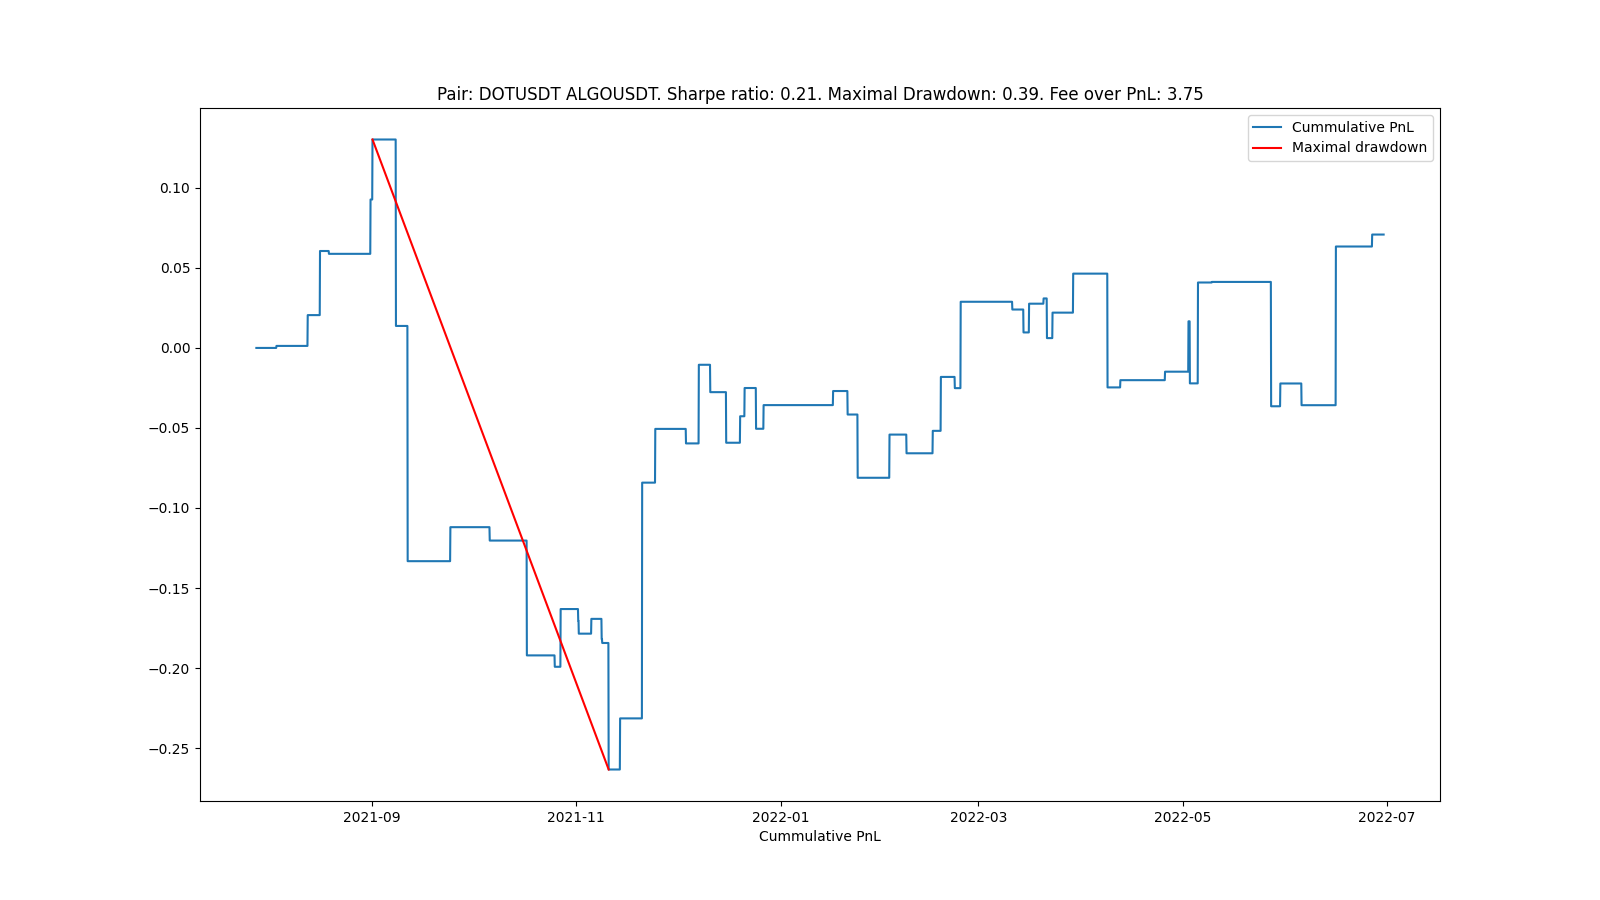 Pair: DOTUSDT ALGOUSDT. Sharpe ratio: 0.21. Maximal Drawdown: 0.39. Fee over PnL: 3.75
Cummulative PnL
Maximal drawdown
0.10
0.05
0.00
−0.05
−0.10
−0.15
−0.20
−0.25
2021-09 2021-11 2022-01 2022-03 2022-05 2022-07
Cummulative PnL